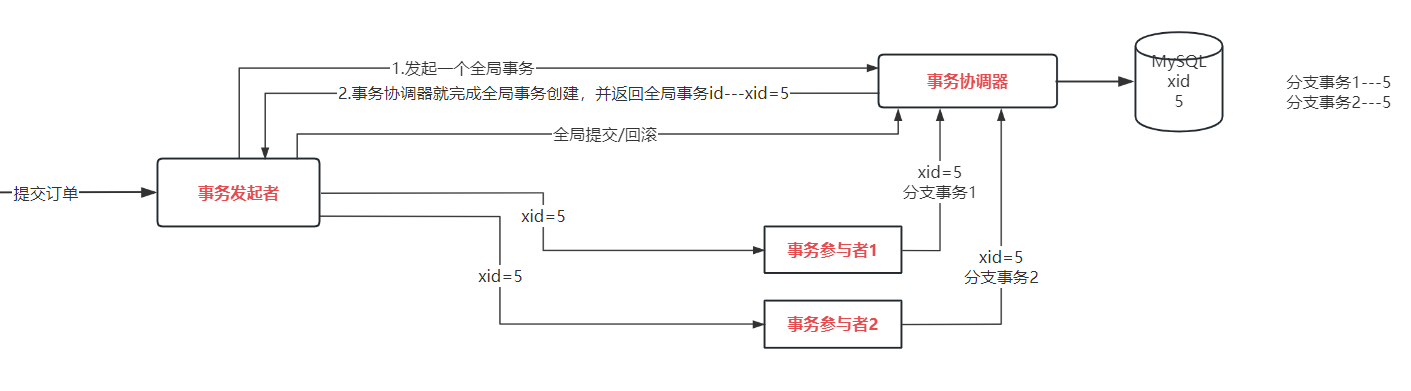 MySQL
xid
5
1.发起一个全局事务
事务协调器
分支事务1---5
分支事务2---5
2.事务协调器就完成全局事务创建，并返回全局事务id---xid=5
全局提交/回滚
提交订单
事务发起者
xid=5
分支事务1
xid=5
事务参与者1
xid=5
分支事务2
xid=5
事务参与者2